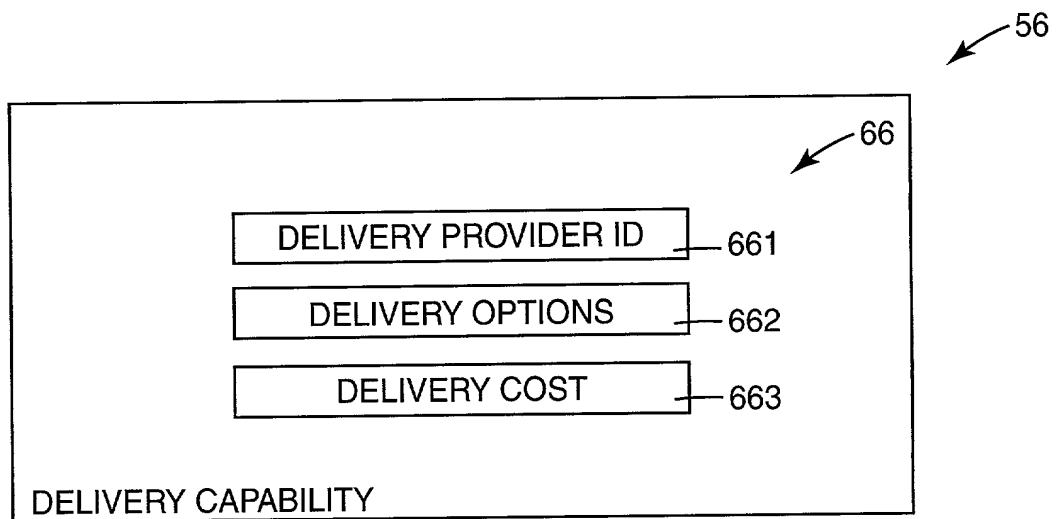 56
66
DELIVERY PROVIDER ID
661
DELIVERY OPTIONS
662
DELIVERY COST
663
DELIVERY CAPABILITY